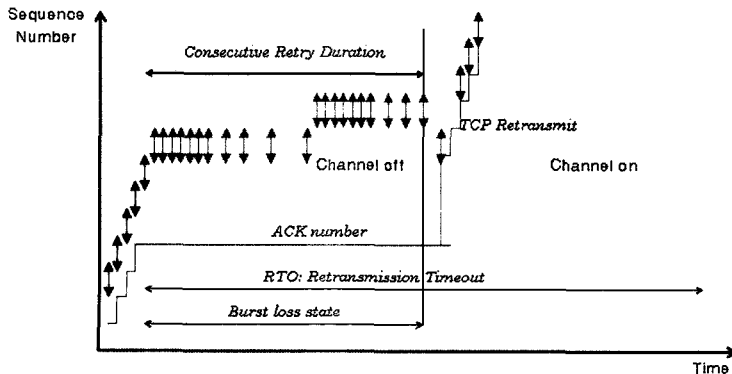 Sequence
Number
Consecutive Retry Duration
TCP Retransmit
Channel off
Channel on
ACK number
RTO: Retransmission Timeout
Burst loss state
Time